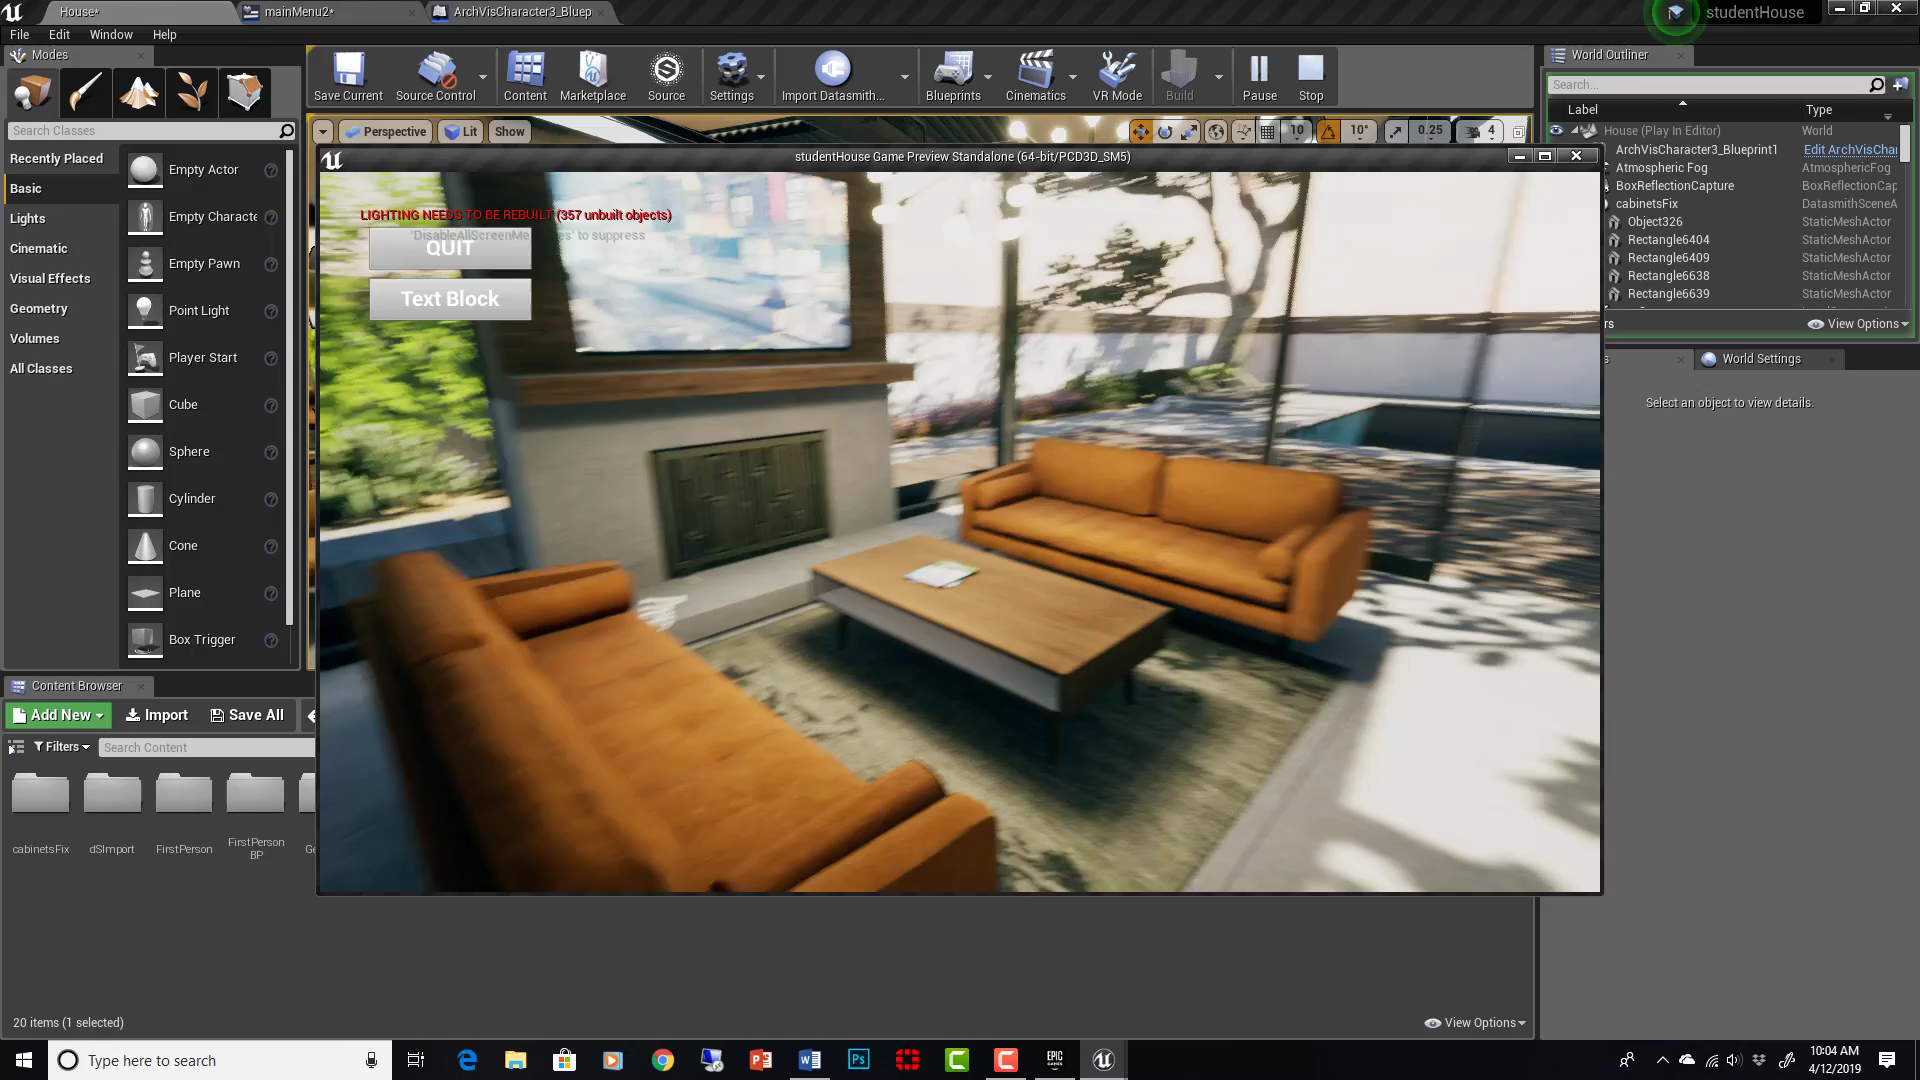 House*
mainMenu2*
ArchVisCharacter3_Bluep
studentHouse
File
Edit
Window
Help
Modes
Save Current
Source Control
Content
Marketplace
Source
Settings
Import Datasmith...
Blueprints
Cinematics
VR Mode
Build
Pause
Stop
World Outliner
Search...
Label
Type
House (Play In Editor)
World
ArchVisCharacter3_Blueprint1
Edit ArchVisCha
Atmospheric Fog
AtmosphericFog
BoxReflectionCapture
BoxReflectionCap
cabinetsFix
DatasmithSceneA
Object326
StaticMeshActor
Rectangle6404
StaticMeshActor
Rectangle6409
StaticMeshActor
Rectangle6638
StaticMeshActor
Rectangle6639
StaticMeshActor
rs
View Options
s
World Settings
Select an object to view details.
Search Classes
Recently Placed
Basic
Lights
Cinematic
Visual Effects
Geometry
Volumes
All Classes
Empty Actor
Empty Characte
Empty Pawn
Point Light
Player Start
Cube
Sphere
Cylinder
Cone
Plane
Box Trigger
Perspective
Lit
Show
10
10°
0.25
4
studentHouse Game Preview Standalone (64-bit/PCD3D_SM5)
LIGHTING NEEDS TO BE REBUILT (357 unbuilt objects)
'DisableAllScreenMe es' to suppress
QUIT
Text Block
Content Browser
Add New
Import
Save All
Filters
Search Content
cabinetsFix
dSImport
FirstPerson
FirstPerson
BP
Ge
20 items (1 selected)
View Options
Type here to search
EPIC
GAMES
10:04 AM
4/12/2019